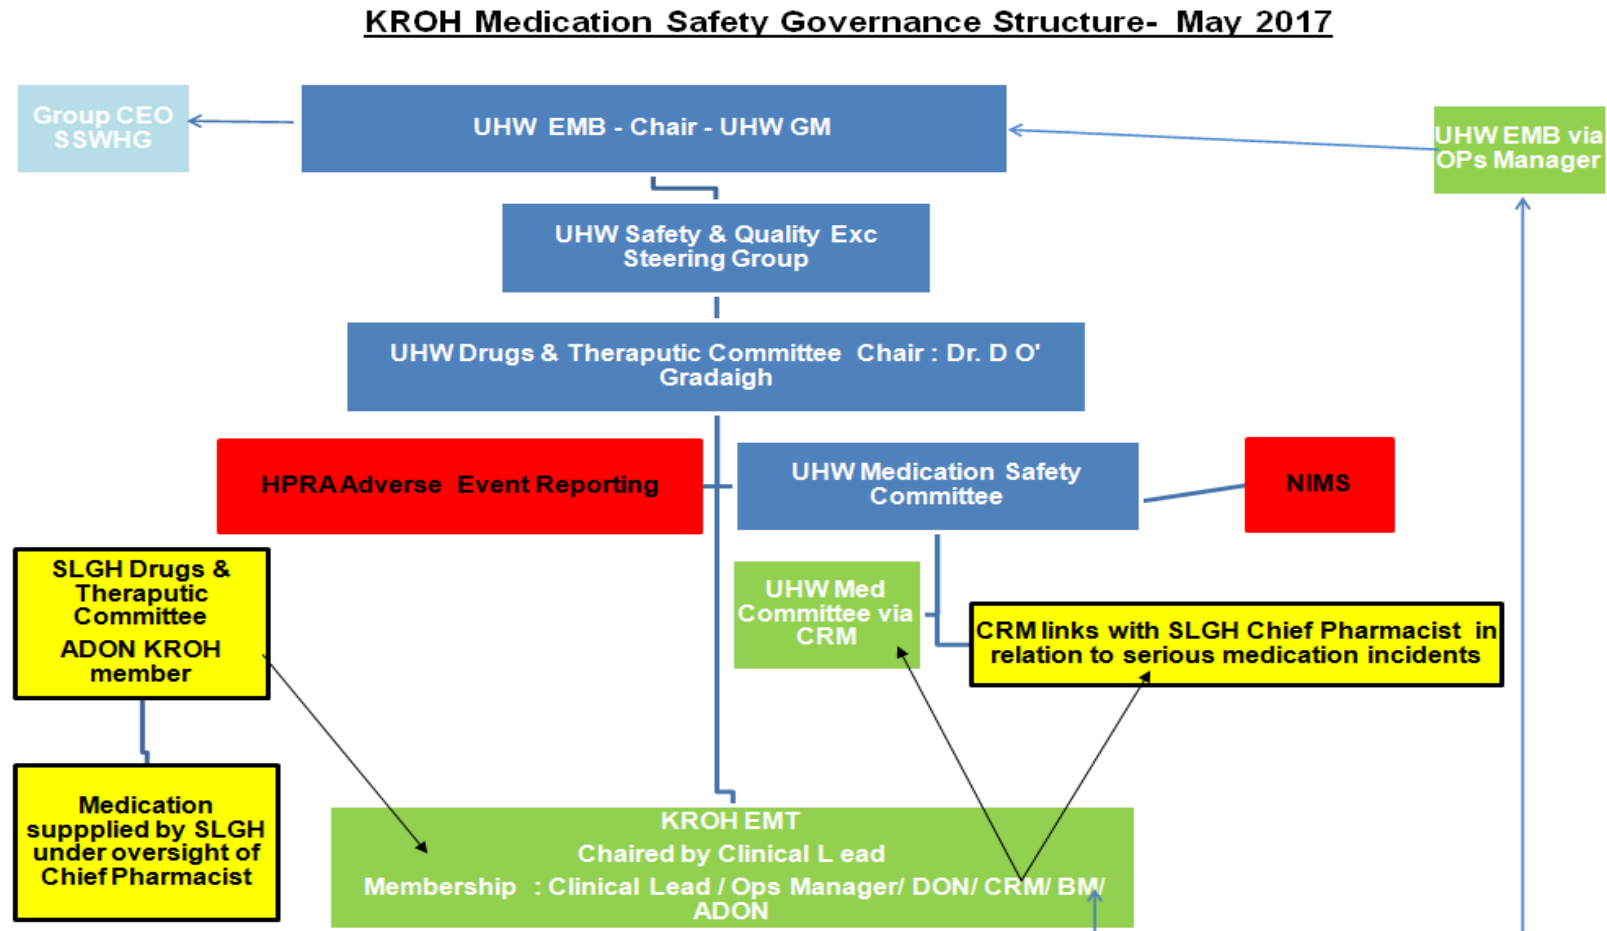 KROH Medication Safety Governance Structure- May 2017
Group CEO
SSWHG
UHW EMB - Chair - UHW GM
UHW EMB via
OPs Manager
UHW Safety & Quality Exc
Steering Group
UHW Drugs & Theraputic Committee Chair : Dr. D O'
Gradaigh
HPRA Adverse Event Reporting
UHW Medication Safety
Committee
NIMS
SLGH Drugs &
Theraputic
Committee
ADON KROH
member
UHW Med
Committee via
CRM
CRM links with SLGH Chief Pharmacist in
relation to serious medication incidents
Medication
suppplied by SLGH
under oversight of
Chief Pharmacist
KROH EMT
Chaired by Clinical L ead
Membership : Clinical Lead / Ops Manager/ DON/ CRM/ BM/
ADON